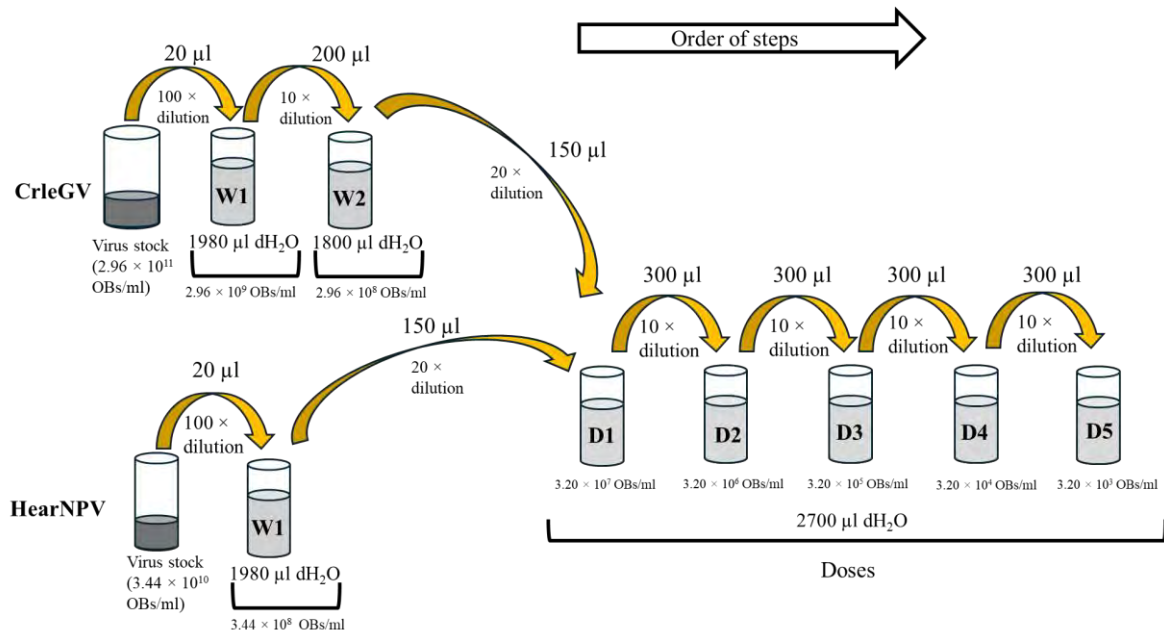 Order of steps
20 µl
200 µl
100 ×
dilution
10 ×
dilution
150 µl
20 ×
dilution
CrleGV
W1
W2
Virus stock
(2.96 × 10¹¹
OBs/ml)
1980 µl dH₂O
1800 µl dH₂O
2.96 × 10⁹ OBs/ml
2.96 × 10⁸ OBs/ml
300 µl
300 µl
300 µl
300 µl
10 ×
dilution
10 ×
dilution
10 ×
dilution
10 ×
dilution
150 µl
20 ×
dilution
20 µl
100 ×
dilution
D1
D2
D3
D4
D5
3.20 × 10⁷ OBs/ml
3.20 × 10⁶ OBs/ml
3.20 × 10⁵ OBs/ml
3.20 × 10⁴ OBs/ml
3.20 × 10³ OBs/ml
2700 µl dH₂O
Doses
HearNPV
W1
Virus stock
(3.44 × 10¹⁰
OBs/ml)
1980 µl dH₂O
3.44 × 10⁸ OBs/ml